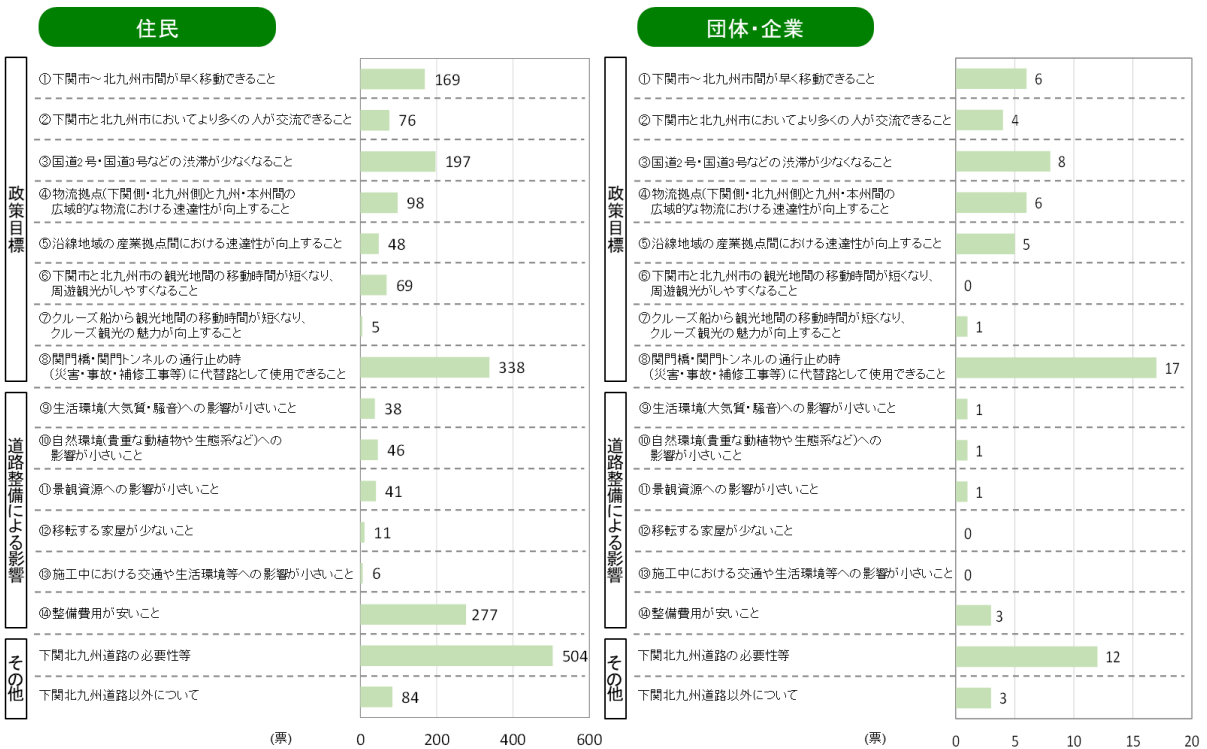 住民
政策目標
①下関市～北九州市間が早く移動できること
169
②下関市と北九州市においてより多くの人が交流できること
76
③国道2号・国道3号などの渋滞が少なくなること
197
④物流拠点(下関側・北九州側)と九州・本州間の
広域的な物流における速達性が向上すること
98
⑤沿線地域の産業拠点間における速達性が向上すること
48
⑥下関市と北九州市の観光地間の移動時間が短くなり、
周遊観光がしやすくなること
69
⑦クルーズ船から観光地間の移動時間が短くなり、
クルーズ観光の魅力が向上すること
5
⑧関門橋・関門トンネルの通行止め時
(災害・事故・補修工事等)に代替路として使用できること
338
道路整備による影響
⑨生活環境(大気質・騒音)への影響が小さいこと
38
⑩自然環境(貴重な動植物や生態系など)への
影響が小さいこと
46
⑪景観資源への影響が小さいこと
41
⑫移転する家屋が少ないこと
11
⑬施工中における交通や生活環境等への影響が小さいこと
6
⑭整備費用が安いこと
277
その他
下関北九州道路の必要性等
504
下関北九州道路以外について
84
(票)
0 200 400 600
団体・企業
政策目標
①下関市～北九州市間が早く移動できること
6
②下関市と北九州市においてより多くの人が交流できること
4
③国道2号・国道3号などの渋滞が少なくなること
8
④物流拠点(下関側・北九州側)と九州・本州間の
広域的な物流における速達性が向上すること
6
⑤沿線地域の産業拠点間における速達性が向上すること
5
⑥下関市と北九州市の観光地間の移動時間が短くなり、
周遊観光がしやすくなること
0
⑦クルーズ船から観光地間の移動時間が短くなり、
クルーズ観光の魅力が向上すること
1
⑧関門橋・関門トンネルの通行止め時
(災害・事故・補修工事等)に代替路として使用できること
17
道路整備による影響
⑨生活環境(大気質・騒音)への影響が小さいこと
1
⑩自然環境(貴重な動植物や生態系など)への
影響が小さいこと
1
⑪景観資源への影響が小さいこと
1
⑫移転する家屋が少ないこと
0
⑬施工中における交通や生活環境等への影響が小さいこと
0
⑭整備費用が安いこと
3
その他
下関北九州道路の必要性等
12
下関北九州道路以外について
3
(票)
0 5 10 15 20